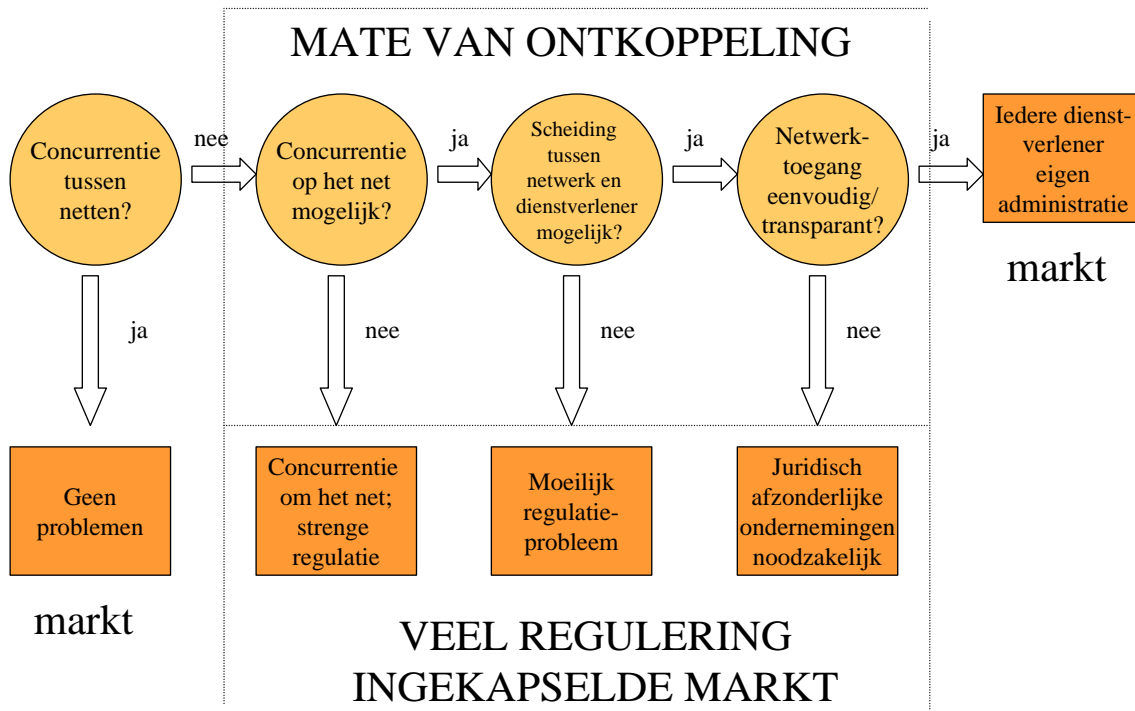 MATE VAN ONTKOPPELING
Concurrentie
tussen
netten?
nee
Concurrentie
op het net
mogelijk?
ja
Scheiding
tussen
netwerk en
dienstverlener
mogelijk?
ja
Netwerk-
toegang
eenvoudig/
transparant?
ja
Iedere dienst-
verlener
eigen
administratie
markt
ja
nee
nee
nee
Geen
problemen
Concurrentie
om het net;
strenge
regulatie
Moeilijk
regulatie-
probleem
Juridisch
afzonderlijke
ondernemingen
noodzakelijk
markt
VEEL REGULERING
INGEKAPSELDE MARKT